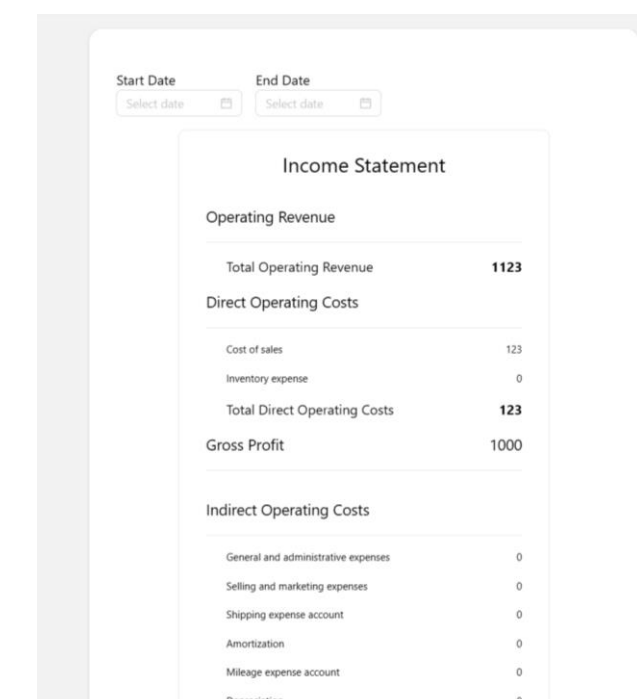 Start Date End Date
Select date Select date
Income Statement
Operating Revenue
Total Operating Revenue 1123
Direct Operating Costs
Cost of sales 123
Inventory expense 0
Total Direct Operating Costs 123
Gross Profit 1000
Indirect Operating Costs
General and administrative expenses 0
Selling and marketing expenses 0
Shipping expense account 0
Amortization 0
Mileage expense account 0